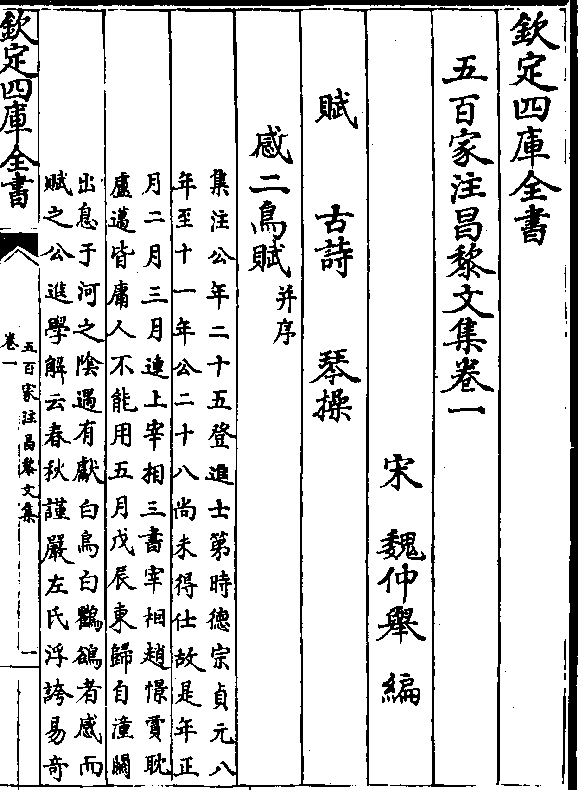 欽定四庫全書
五百家注昌黎文集卷一
宋　魏仲舉　編
賦　古詩　琴操
感二鳥賦并序
集注公年二十五登進士第時德宗貞元八
年至十一年公二十八尚未得仕故是年正
月二月三月連上宰相三書宰相趙憬賈耽
盧邁皆庸人不能用五月戊辰東歸自潼關
出息于河之陰遇有獻白鳥白鸜鵒者感而
賦之公進學解云春秋謹嚴左氏浮誇易奇
欽定四庫全書
五百家注昌黎文集
卷一
一